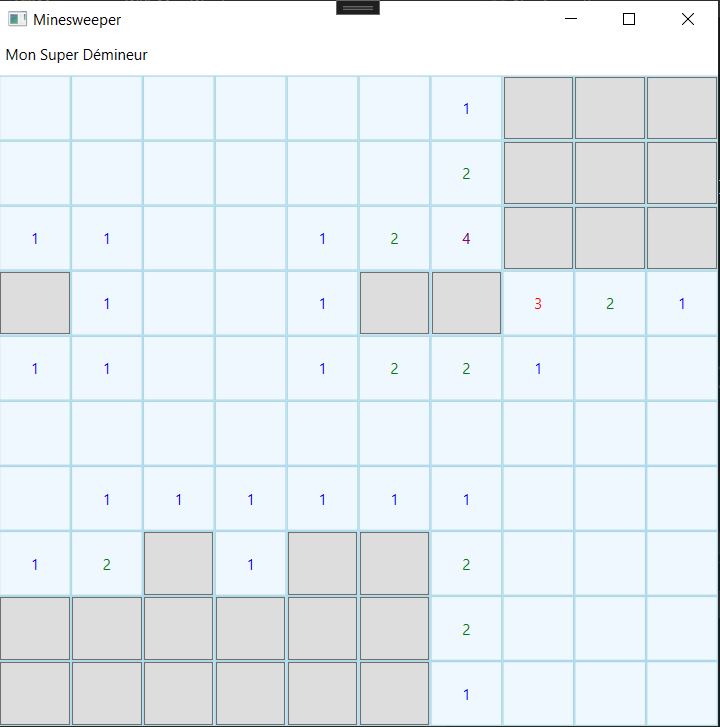 Minesweeper
Mon Super Démineur
1
2
1 1 1 2 4
1 1 3 2 1
1 1 1 2 2 1
1 1 1 1 1 1
1 2 1 2
2
1